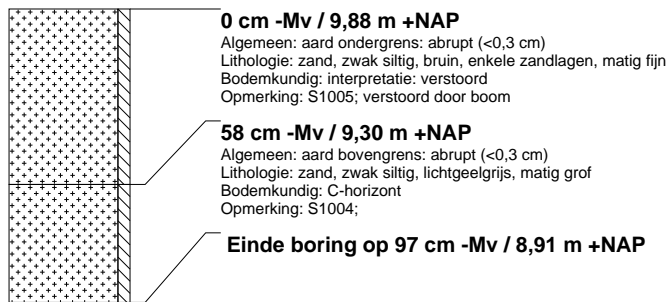 0 cm -Mv / 9,88 m +NAP
Algemeen: aard ondergrens: abrupt (<0,3 cm)
Lithologie: zand, zwak siltig, bruin, enkele zandlagen, matig fijn
Bodemkundig: interpretatie: verstoord
Opmerking: S1005; verstoord door boom
58 cm -Mv / 9,30 m +NAP
Algemeen: aard bovengrens: abrupt (<0,3 cm)
Lithologie: zand, zwak siltig, lichtgeelgrijs, matig grof
Bodemkundig: C-horizont
Opmerking: S1004;
Einde boring op 97 cm -Mv / 8,91 m +NAP